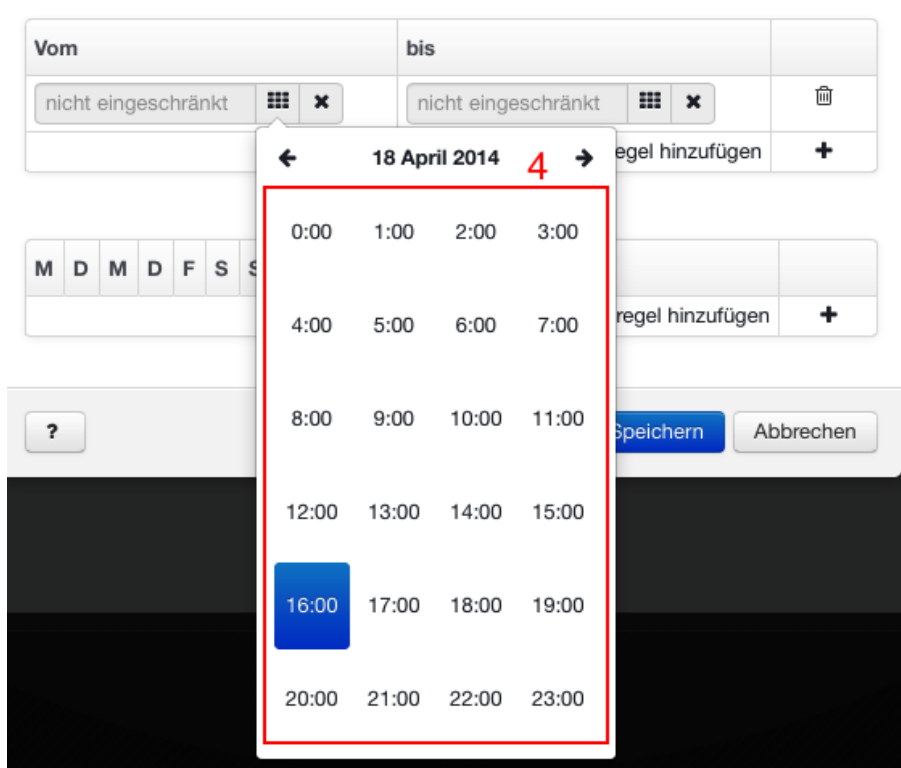 Vom bis
nicht eingeschränkt nicht eingeschränkt
18 April 2014 4
egel hinzufügen
0:00 1:00 2:00 3:00
M D M D F S S
4:00 5:00 6:00 7:00
regel hinzufügen
8:00 9:00 10:00 11:00
? Speichern Abbrechen
12:00 13:00 14:00 15:00
16:00 17:00 18:00 19:00
20:00 21:00 22:00 23:00